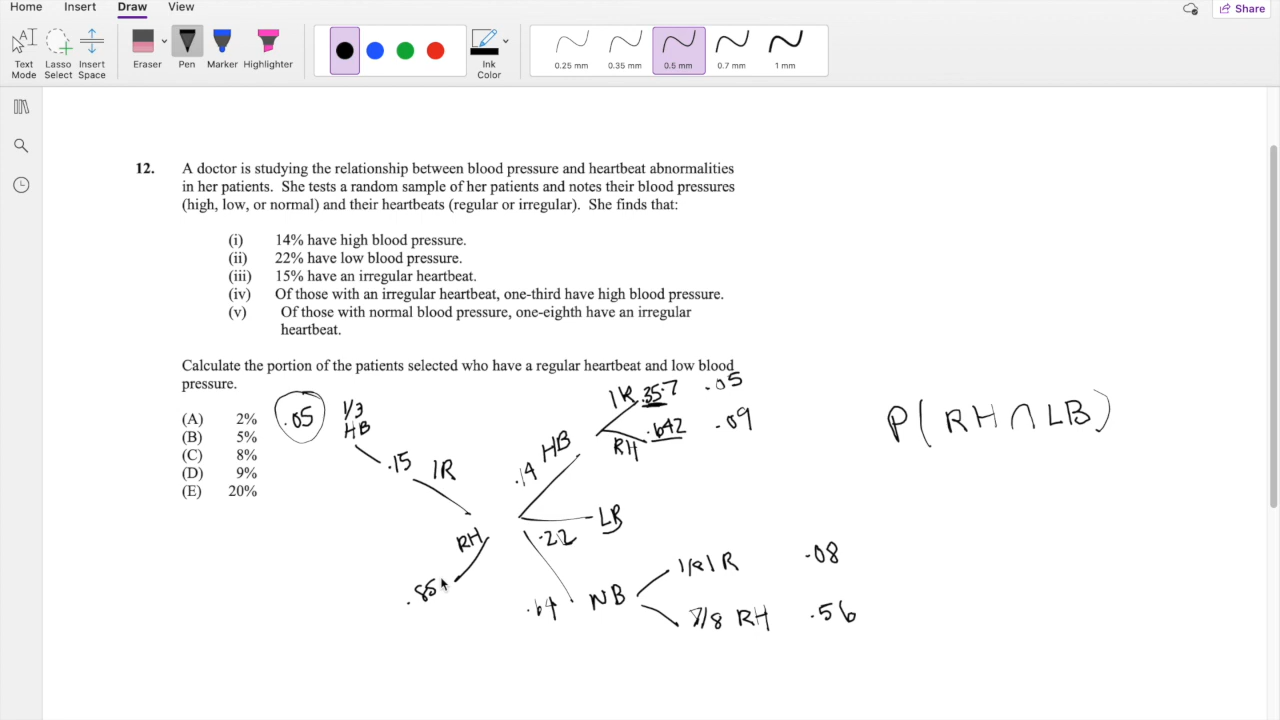 Home Insert Draw View Share
Text Mode
Lasso Select
Insert Space
Eraser
Pen
Marker
Highlighter
Ink Color
0.25 mm
0.35 mm
0.5 mm
0.7 mm
1 mm
12. A doctor is studying the relationship between blood pressure and heartbeat abnormalities
in her patients. She tests a random sample of her patients and notes their blood pressures
(high, low, or normal) and their heartbeats (regular or irregular). She finds that:
(i) 14% have high blood pressure.
(ii) 22% have low blood pressure.
(iii) 15% have an irregular heartbeat.
(iv) Of those with an irregular heartbeat, one-third have high blood pressure.
(v) Of those with normal blood pressure, one-eighth have an irregular
heartbeat.
Calculate the portion of the patients selected who have a regular heartbeat and low blood
pressure.
(A) 2%
(B) 5%
(C) 8%
(D) 9%
(E) 20%
.05
1/3
HB
.15 IR
RH
.85
.14 HB
IR .357 .05
RH .642 .09
.22 LB
.64 NB
1/8 IR .08
7/8 RH .56
P(RH∩LB)